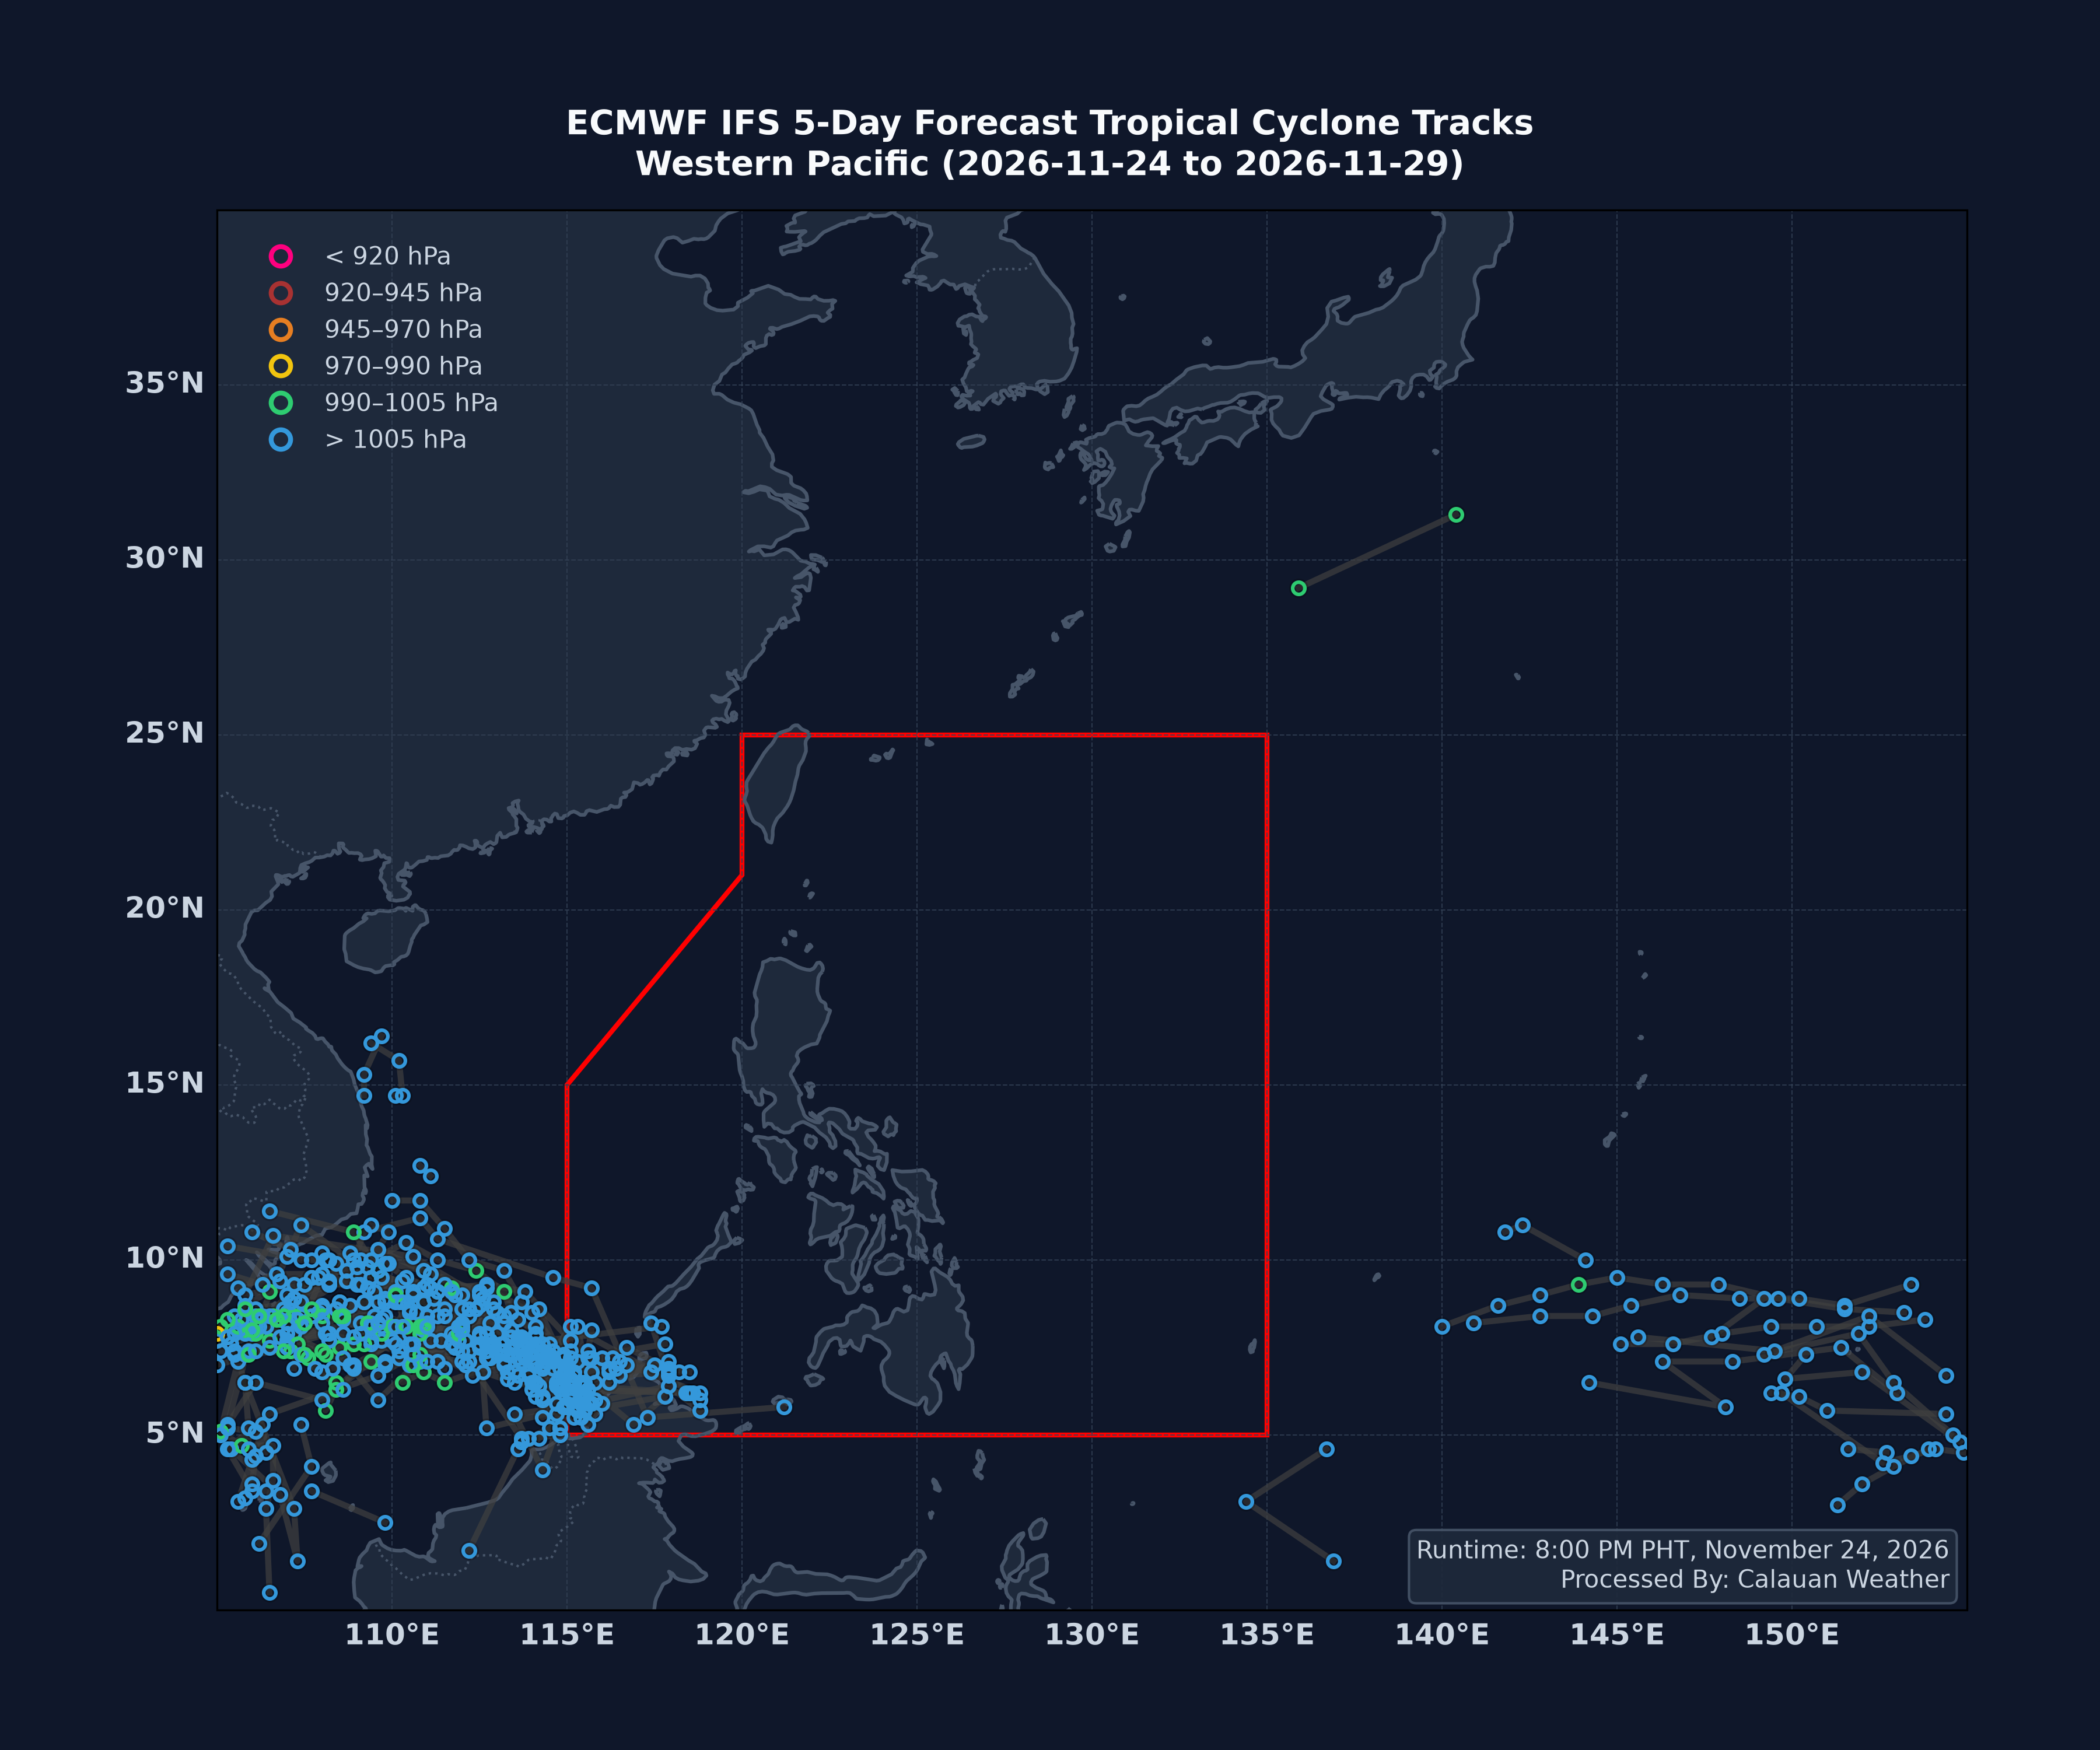 ECMWF IFS 5-Day Forecast Tropical Cyclone Tracks
Western Pacific (2026-11-24 to 2026-11-29)
< 920 hPa
920–945 hPa
945–970 hPa
970–990 hPa
990–1005 hPa
> 1005 hPa
35°N
30°N
25°N
20°N
15°N
10°N
5°N
Runtime: 8:00 PM PHT, November 24, 2026
Processed By: Calauan Weather
110°E
115°E
120°E
125°E
130°E
135°E
140°E
145°E
150°E